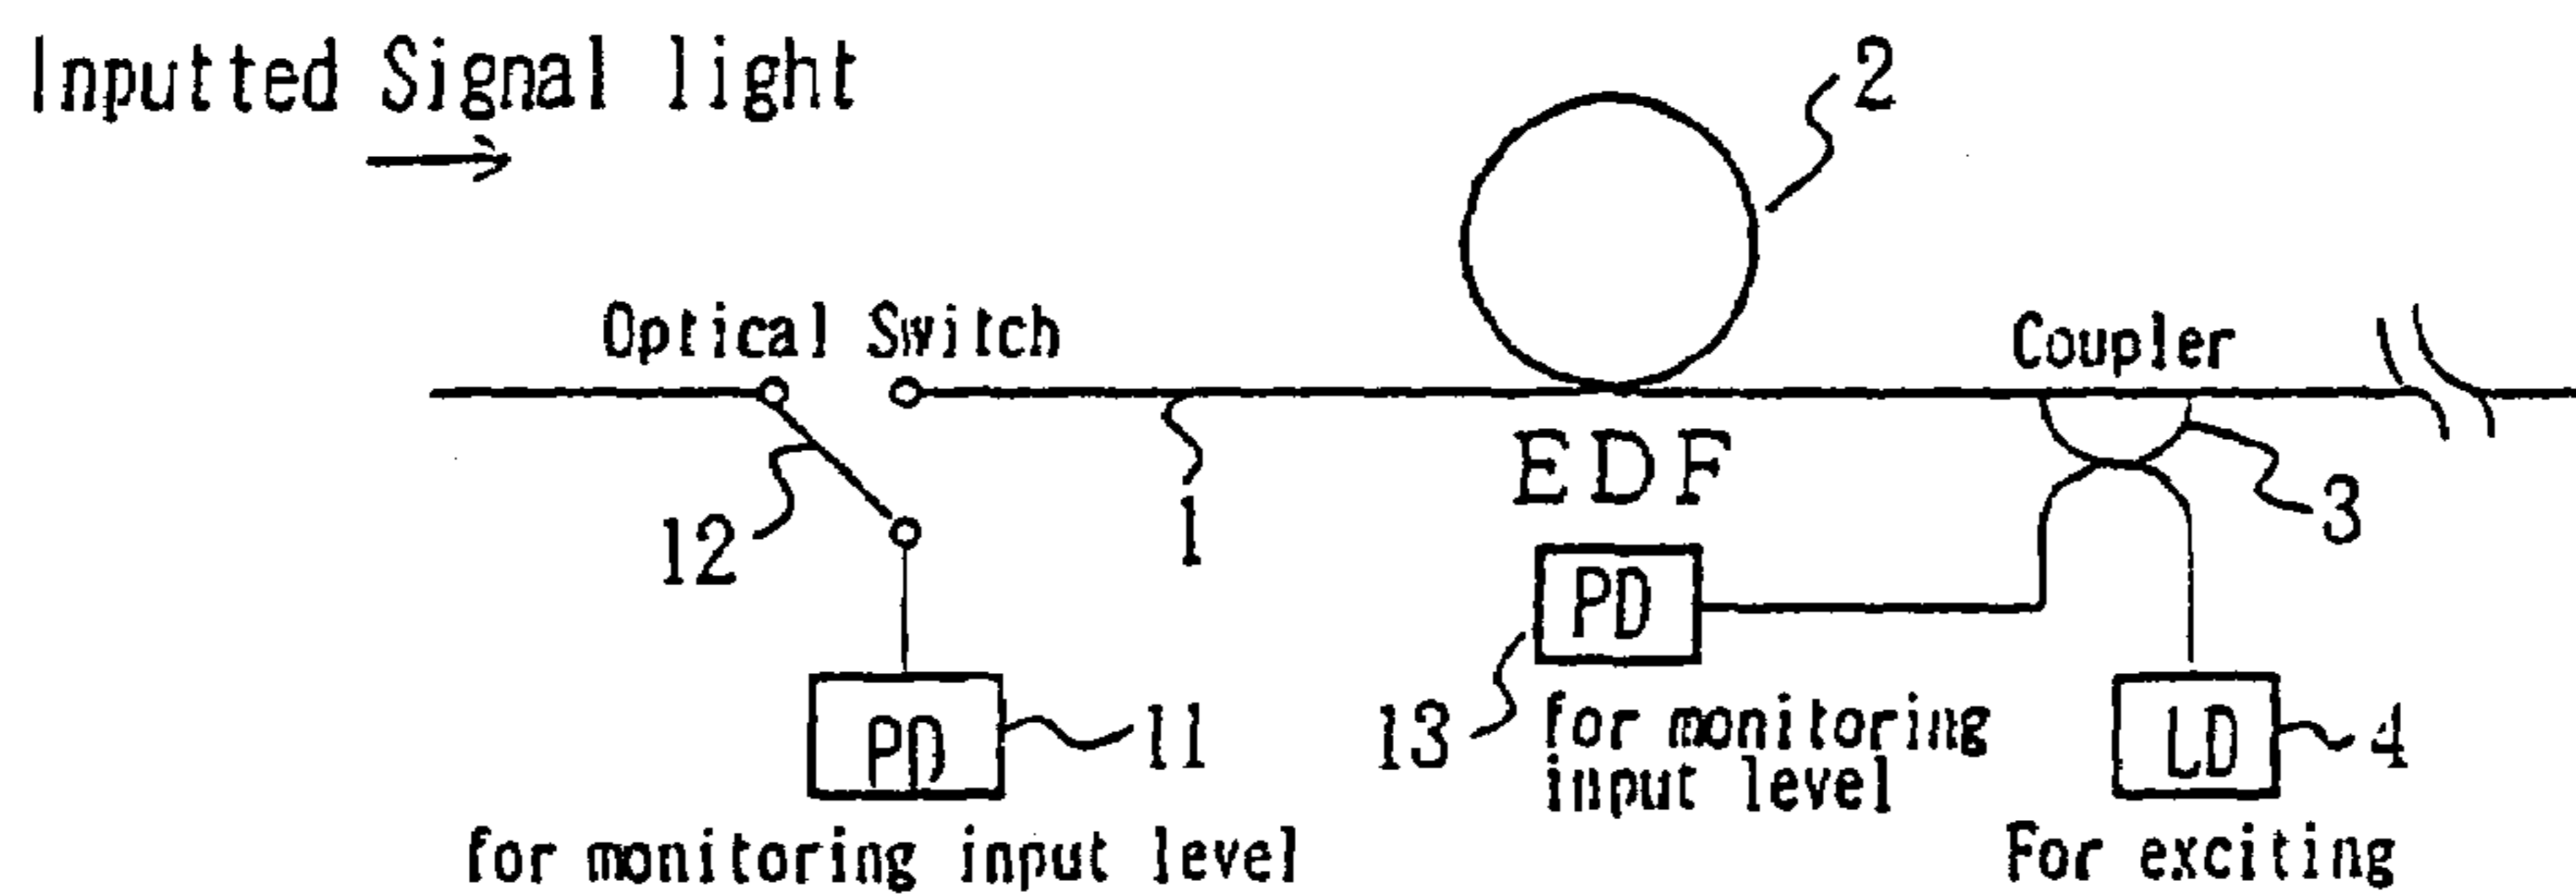 Inputted Signal light
2
Optical Switch
Coupler
EDF
12
1
3
PD
13
for monitoring
input level
PD
11
LD
4
for monitoring input level
For exciting